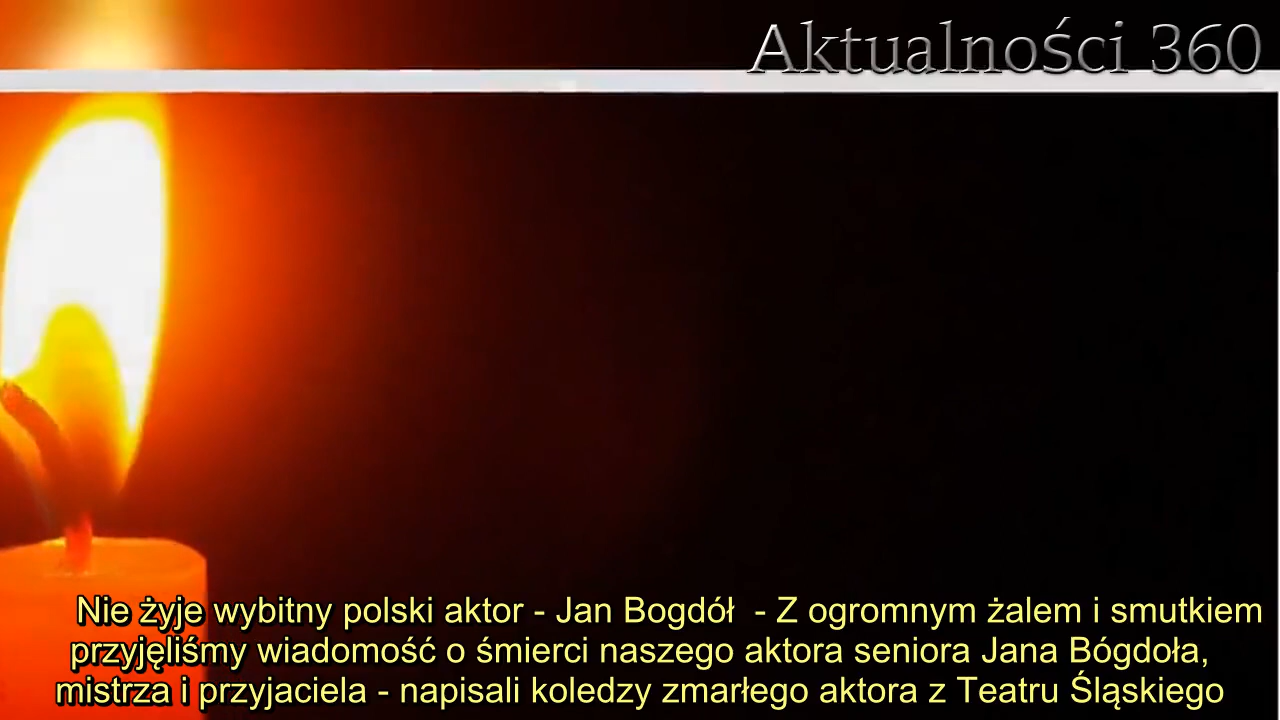 Aktualności 360
Nie żyje wybitny polski aktor - Jan Bogdół - Z ogromnym żalem i smutkiem
przyjęliśmy wiadomość o śmierci naszego aktora seniora Jana Bógdoła,
mistrza i przyjaciela - napisali koledzy zmarłego aktora z Teatru Śląskiego